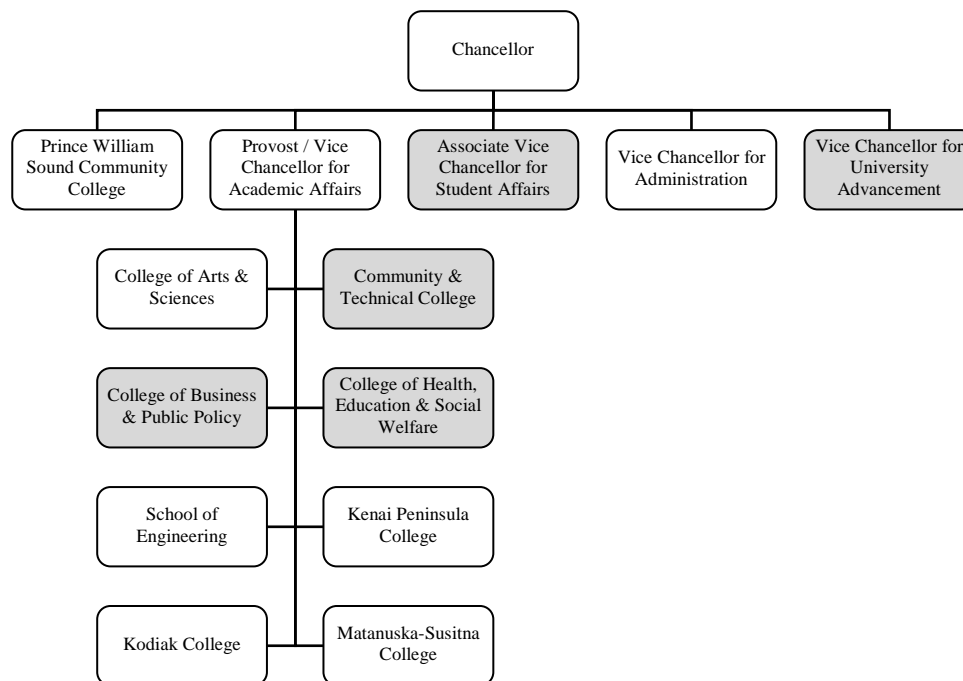 Chancellor
Prince William
Sound Community
College
Provost / Vice
Chancellor for
Academic Affairs
Associate Vice
Chancellor for
Student Affairs
Vice Chancellor for
Administration
Vice Chancellor for
University
Advancement
College of Arts &
Sciences
Community &
Technical College
College of Business
& Public Policy
College of Health,
Education & Social
Welfare
School of
Engineering
Kenai Peninsula
College
Kodiak College
Matanuska-Susitna
College